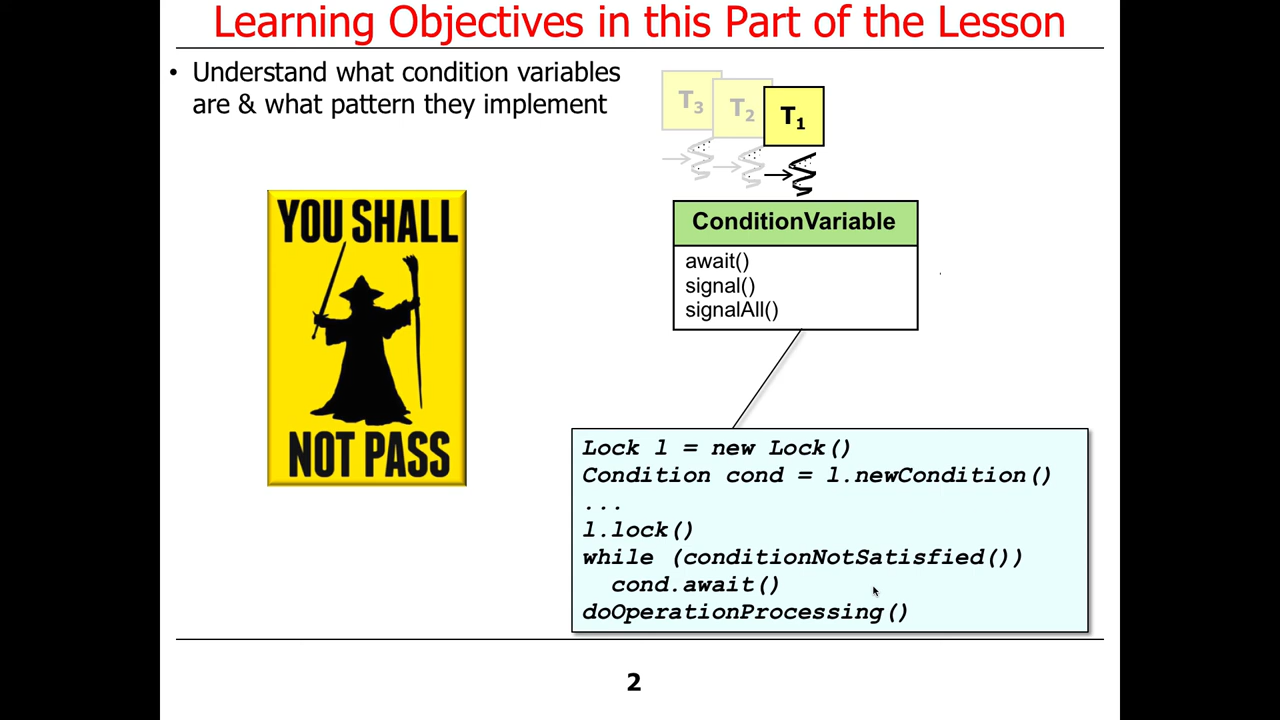 Learning Objectives in this Part of the Lesson
• Understand what condition variables
are & what pattern they implement
T3
T2
T1
YOU SHALL
NOT PASS
ConditionVariable
await()
signal()
signalAll()
Lock l = new Lock()
Condition cond = l.newCondition()
...
l.lock()
while (conditionNotSatisfied())
cond.await()
doOperationProcessing()
2